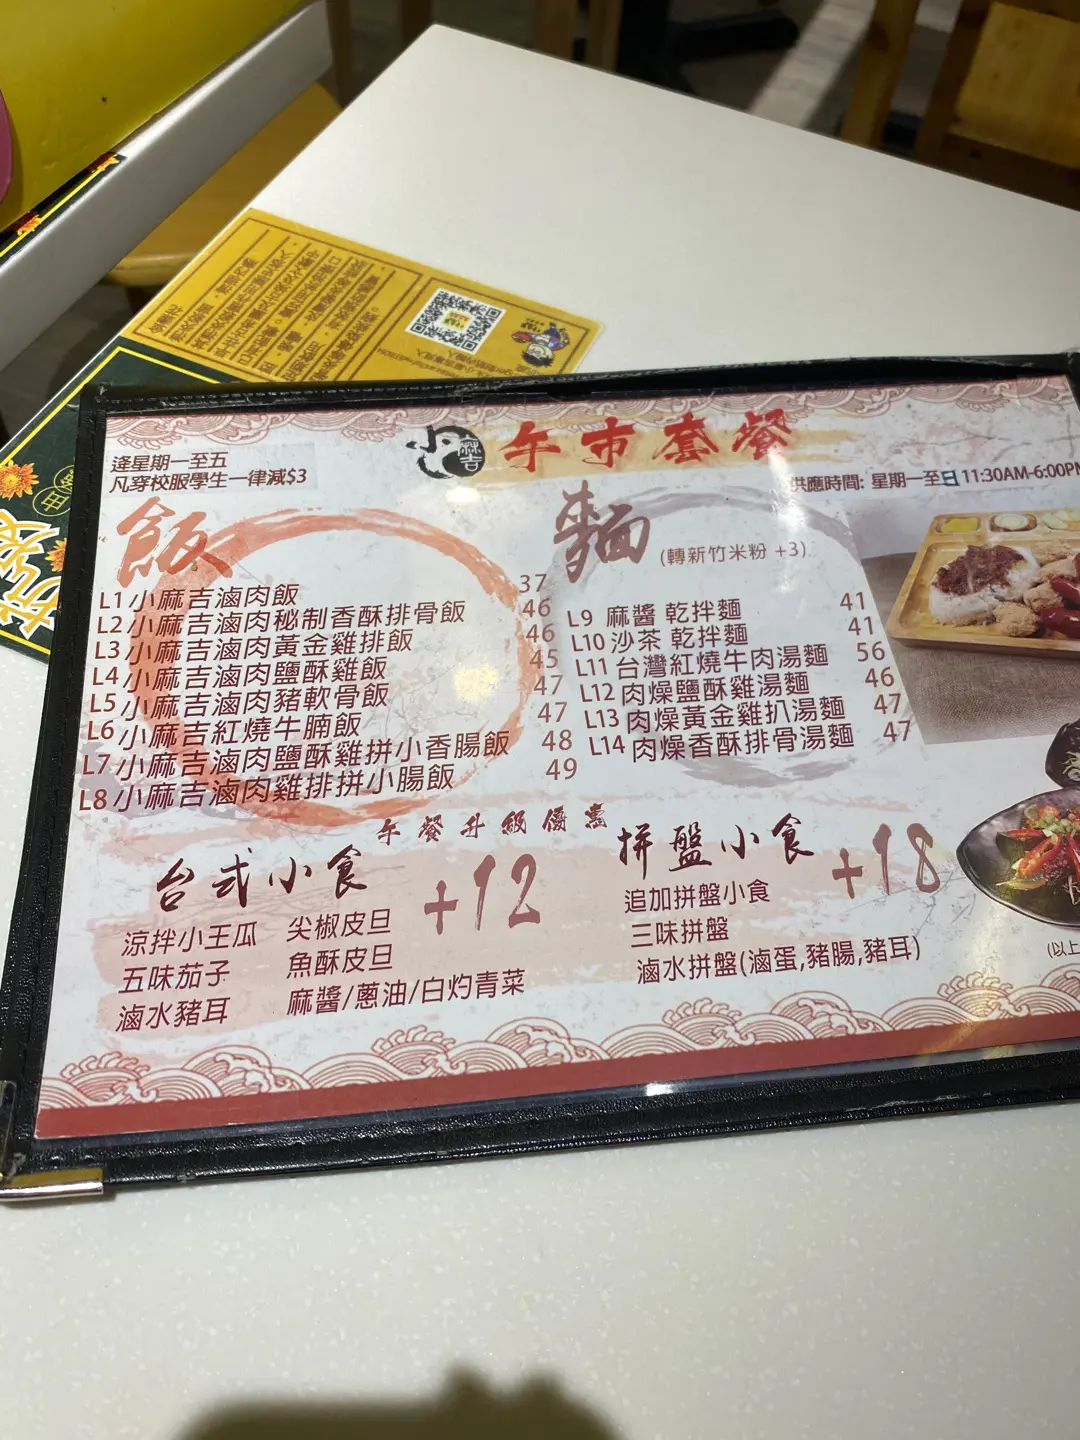 小麻吉 午市套餐
逢星期一至五
凡穿校服學生一律減$3
供應時間: 星期一至日 11:30AM-6:00PM
飯
L1 小麻吉滷肉飯 37
L2 小麻吉滷肉秘制香酥排骨飯 46
L3 小麻吉滷肉黃金雞排飯 46
L4 小麻吉滷肉鹽酥雞飯 45
L5 小麻吉滷肉豬軟骨飯 47
L6 小麻吉紅燒牛腩飯 47
L7 小麻吉滷肉鹽酥雞拼小香腸飯 48
L8 小麻吉滷肉雞排拼小腸飯 49
麵 (轉新竹米粉 +3)
L9 麻醬 乾拌麵 41
L10 沙茶 乾拌麵 41
L11 台灣紅燒牛肉湯麵 56
L12 肉燥鹽酥雞湯麵 46
L13 肉燥黃金雞扒湯麵 47
L14 肉燥香酥排骨湯麵 47
午餐升級優惠
台式小食 +12
涼拌小王瓜 尖椒皮旦
五味茄子 魚酥皮旦
滷水豬耳 麻醬/蔥油/白灼青菜
拼盤小食 +18
追加拼盤小食
三味拼盤
滷水拼盤(滷蛋,豬腸,豬耳)
(以上